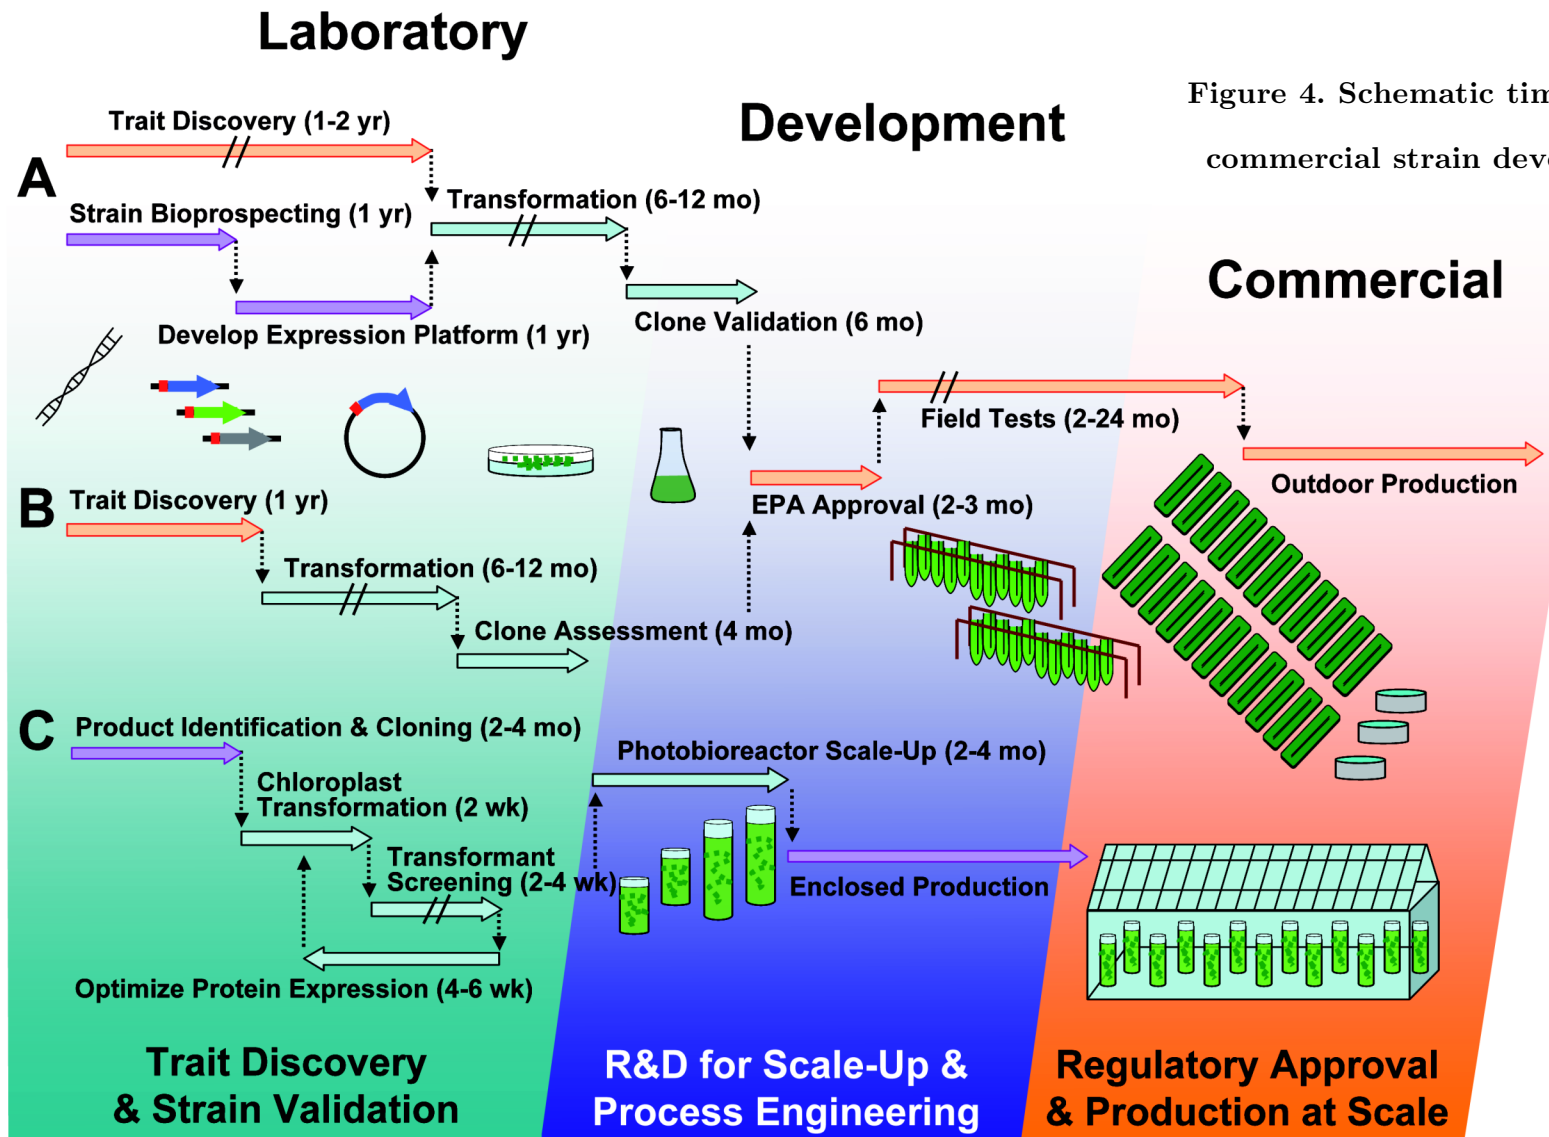 Laboratory
Development
Figure 4. Schematic
commercial strain
Commercial
A
Trait Discovery (1-2 yr)
Strain Bioprospecting (1 yr)
Transformation (6-12 mo)
Develop Expression Platform (1 yr)
Clone Validation (6 mo)
Field Tests (2-24 mo)
EPA Approval (2-3 mo)
Outdoor Production
B
Trait Discovery (1 yr)
Transformation (6-12 mo)
Clone Assessment (4 mo)
C
Product Identification & Cloning (2-4 mo)
Chloroplast
Transformation (2 wk)
Transformant
Screening (2-4 wk)
Optimize Protein Expression (4-6 wk)
Photobioreactor Scale-Up (2-4 mo)
Enclosed Production
Trait Discovery
& Strain Validation
R&D for Scale-Up &
Process Engineering
Regulatory Approval
& Production at Scale